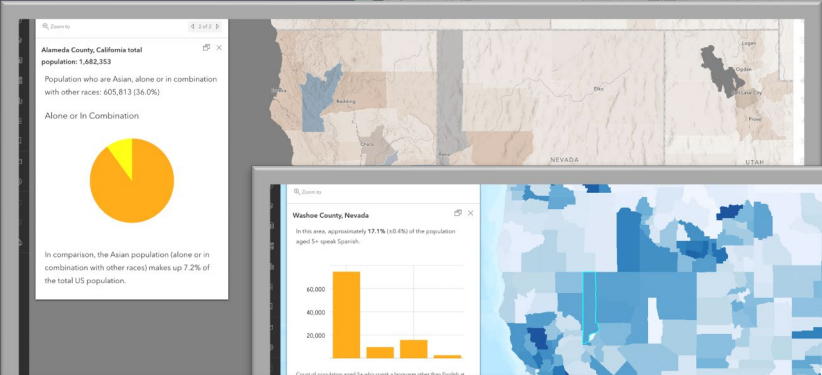 Zoom to
2 of 2
Alameda County, California total
population: 1,682,353
Population who are Asian, alone or in combination
with other races: 605,813 (36.0%)
Alone or In Combination
In comparison, the Asian population (alone or in
combination with other races) makes up 7.2% of
the total US population.
Redding
Chico
Reno
Elko
NEVADA
Logan
Ogden
Salt Lake City
Provo
UTAH
Zoom to
Washoe County, Nevada
In this area, approximately 17.1% (±0.4%) of the population
aged 5+ speak Spanish.
60,000
40,000
20,000